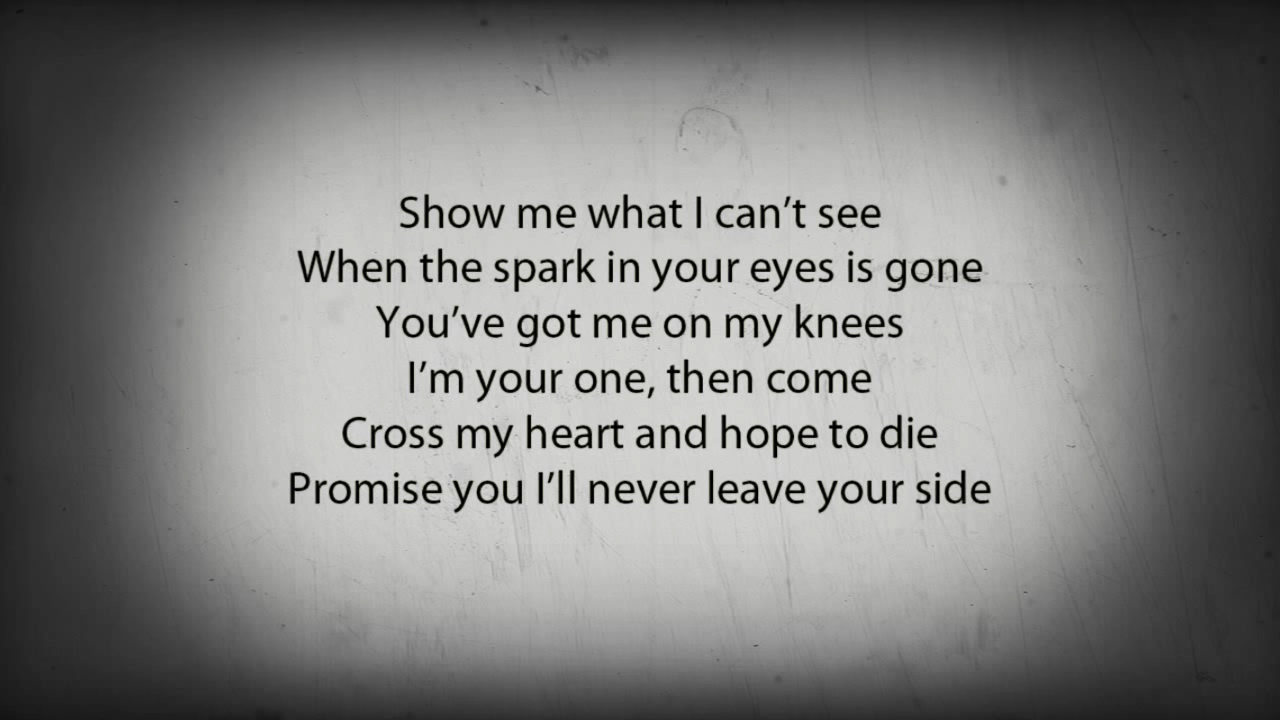 Show me what I can’t see
When the spark in your eyes is gone
You’ve got me on my knees
I’m your one, then come
Cross my heart and hope to die
Promise you I’ll never leave your side